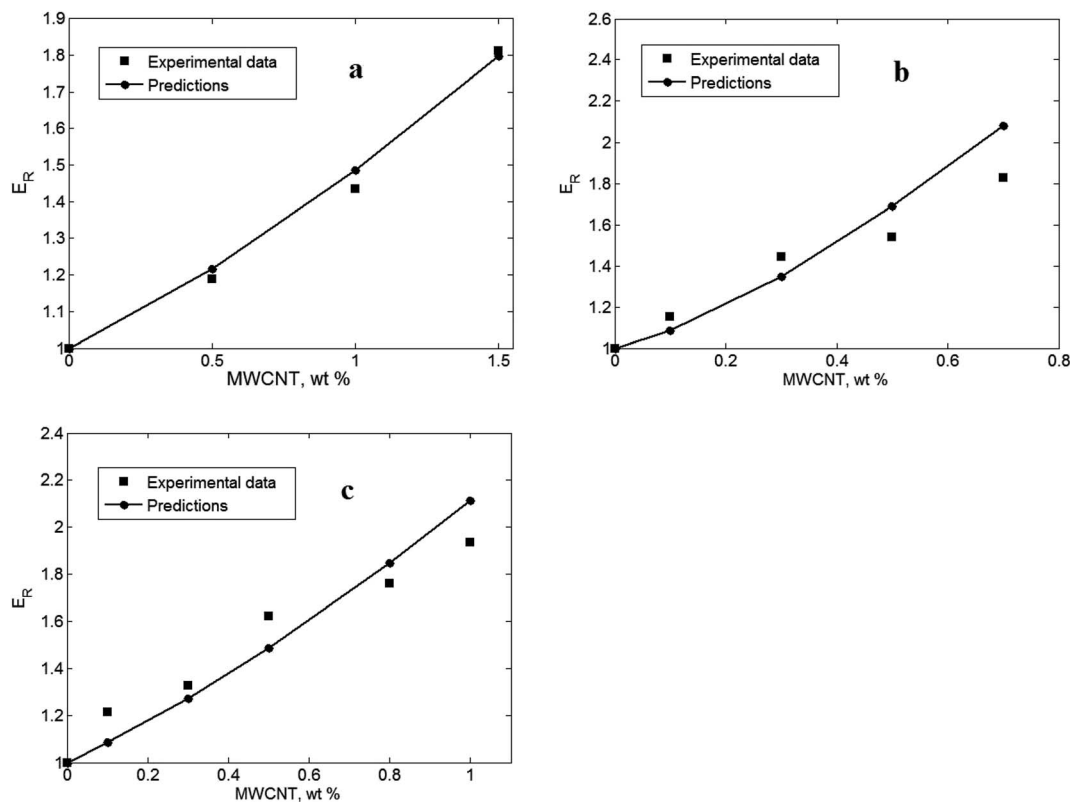 1.9
1.8
1.7
1.6
1.5
1.4
1.3
1.2
1.1
1
E_R
Experimental data
Predictions
a
0 0.5 1 1.5
MWCNT, wt %
2.6
2.4
2.2
2
1.8
1.6
1.4
1.2
1
E_R
Experimental data
Predictions
b
0 0.2 0.4 0.6 0.8
MWCNT, wt %
2.4
2.2
2
1.8
1.6
1.4
1.2
1
E_R
Experimental data
Predictions
c
0 0.2 0.4 0.6 0.8 1
MWCNT, wt %